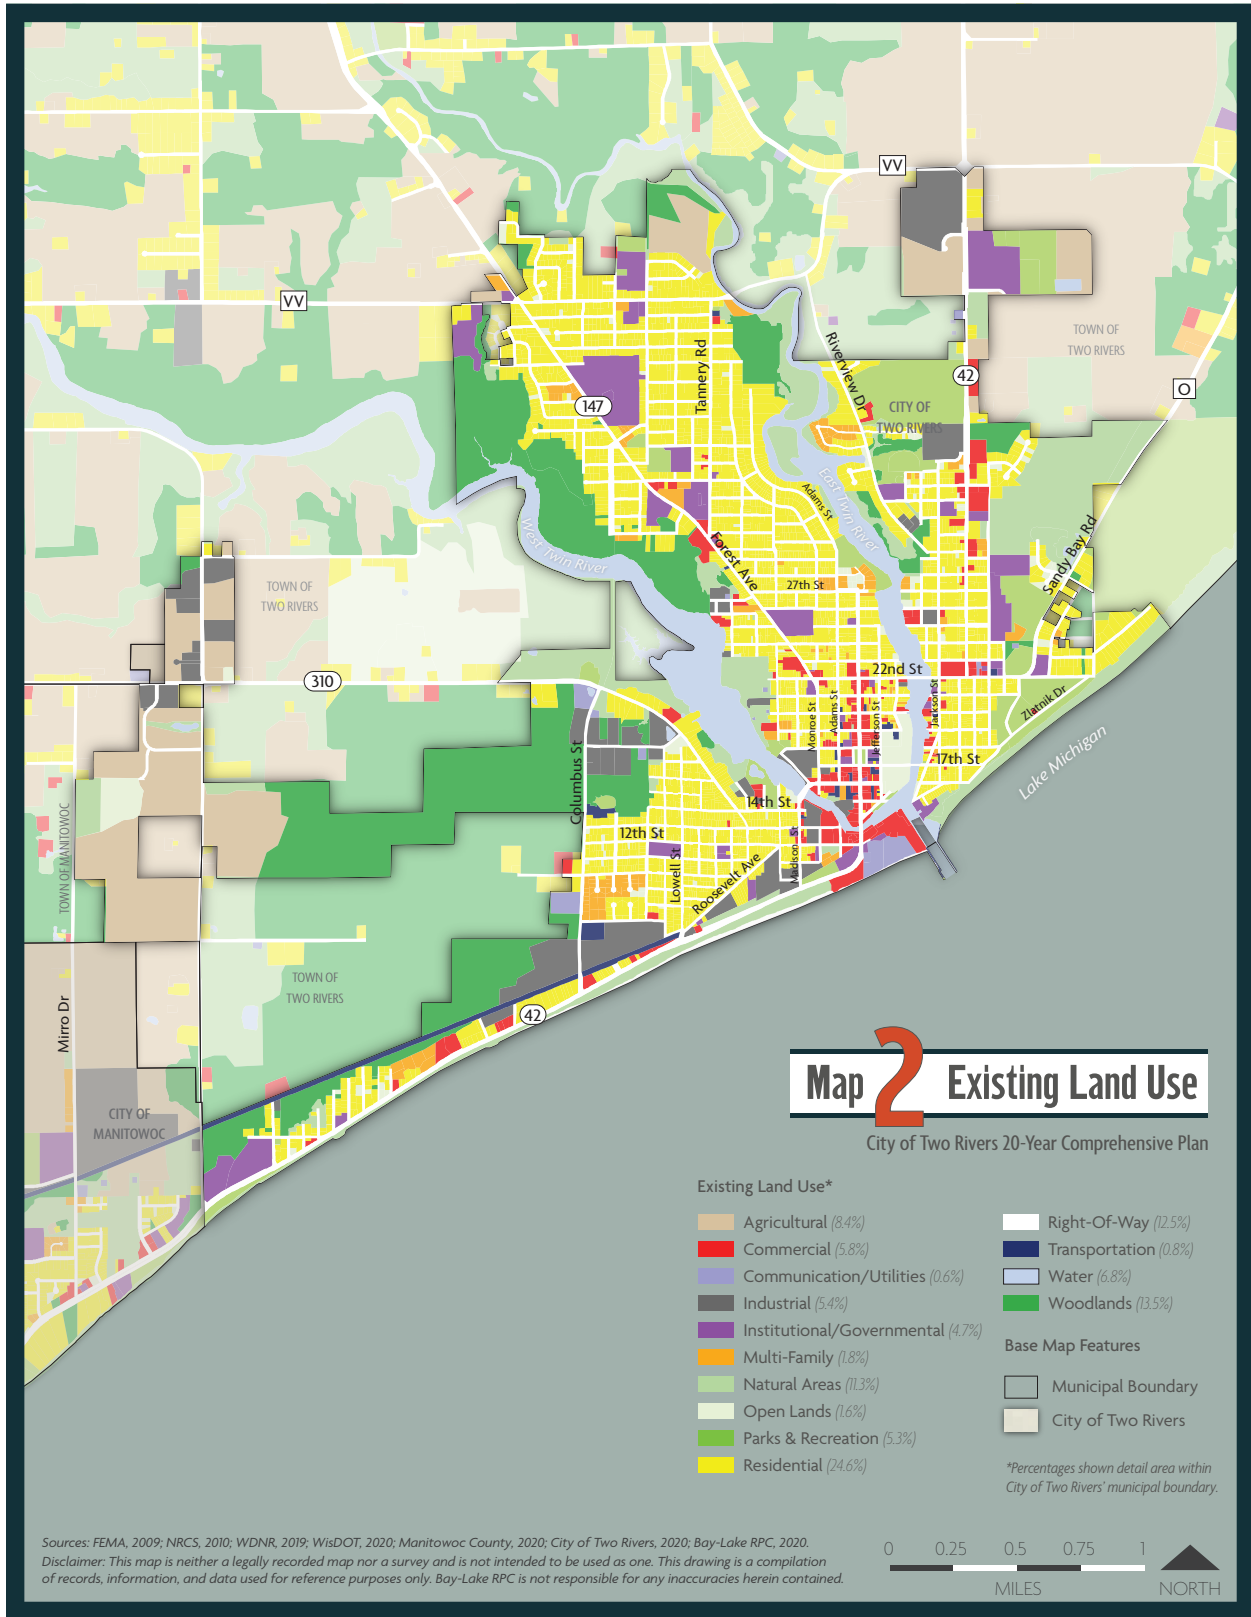 VV
VV
TOWN OF
TWO RIVERS
Riverview Dr
42
O
Tannery Rd
147
CITY OF
TWO RIVERS
East Twin River
Adams St
West Twin River
Forest Ave
Sandy Bay Rd
27th St
TOWN OF
TWO RIVERS
310
22nd St
Zlatnik Dr
Monroe St
Adams St
Jefferson St
Jackson St
Columbus St
17th St
Lake Michigan
14th St
12th St
Madison St
Lowell St
Roosevelt Ave
TOWN OF MANITOWOC
TOWN OF
TWO RIVERS
42
Mirro Dr
CITY OF
MANITOWOC
Map 2 Existing Land Use
City of Two Rivers 20-Year Comprehensive Plan
Existing Land Use*
Agricultural (8.4%)
Commercial (5.8%)
Communication/Utilities (0.6%)
Industrial (5.4%)
Institutional/Governmental (4.7%)
Multi-Family (1.8%)
Natural Areas (11.3%)
Open Lands (1.6%)
Parks & Recreation (5.3%)
Residential (24.6%)
Right-Of-Way (12.5%)
Transportation (0.8%)
Water (6.8%)
Woodlands (13.5%)
Base Map Features
Municipal Boundary
City of Two Rivers
*Percentages shown detail area within
City of Two Rivers' municipal boundary.
Sources: FEMA, 2009; NRCS, 2010; WDNR, 2019; WisDOT, 2020; Manitowoc County, 2020; City of Two Rivers, 2020; Bay-Lake RPC, 2020.
Disclaimer: This map is neither a legally recorded map nor a survey and is not intended to be used as one. This drawing is a compilation
of records, information, and data used for reference purposes only. Bay-Lake RPC is not responsible for any inaccuracies herein contained.
0 0.25 0.5 0.75 1
MILES
NORTH